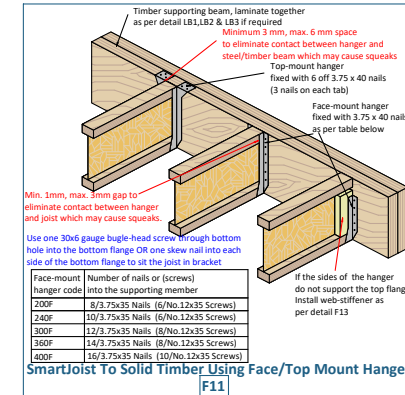 Timber supporting beam, laminate together
as per detail LB1,LB2 & LB3 if required
Minimum 3 mm, max. 6 mm space
to eliminate contact between hanger and
steel/timber beam which may cause squeaks
Top-mount hanger
fixed with 6 off 3.75 x 40 nails
(3 nails on each tab)
Face-mount hanger
fixed with 3.75 x 40 nails
as per table below
Min. 1mm, max. 3mm gap to
eliminate contact between hanger
and joist which may cause squeaks.
Use one 30x6 gauge bugle-head screw through bottom
hole into the bottom flange OR one skew nail into each
side of the bottom flange to sit the joist in bracket
If the sides of the hanger
do not support the top flang
Install web-stiffener as
per detail F13
Face-mount Number of nails or (screws)
hanger code into the supporting member
200F 8/3.75x35 Nails (6/No.12x35 Screws)
240F 10/3.75x35 Nails (6/No.12x35 Screws)
300F 12/3.75x35 Nails (8/No.12x35 Screws)
360F 14/3.75x35 Nails (8/No.12x35 Screws)
400F 16/3.75x35 Nails (10/No.12x35 Screws)
SmartJoist To Solid Timber Using Face/Top Mount Hange
F11